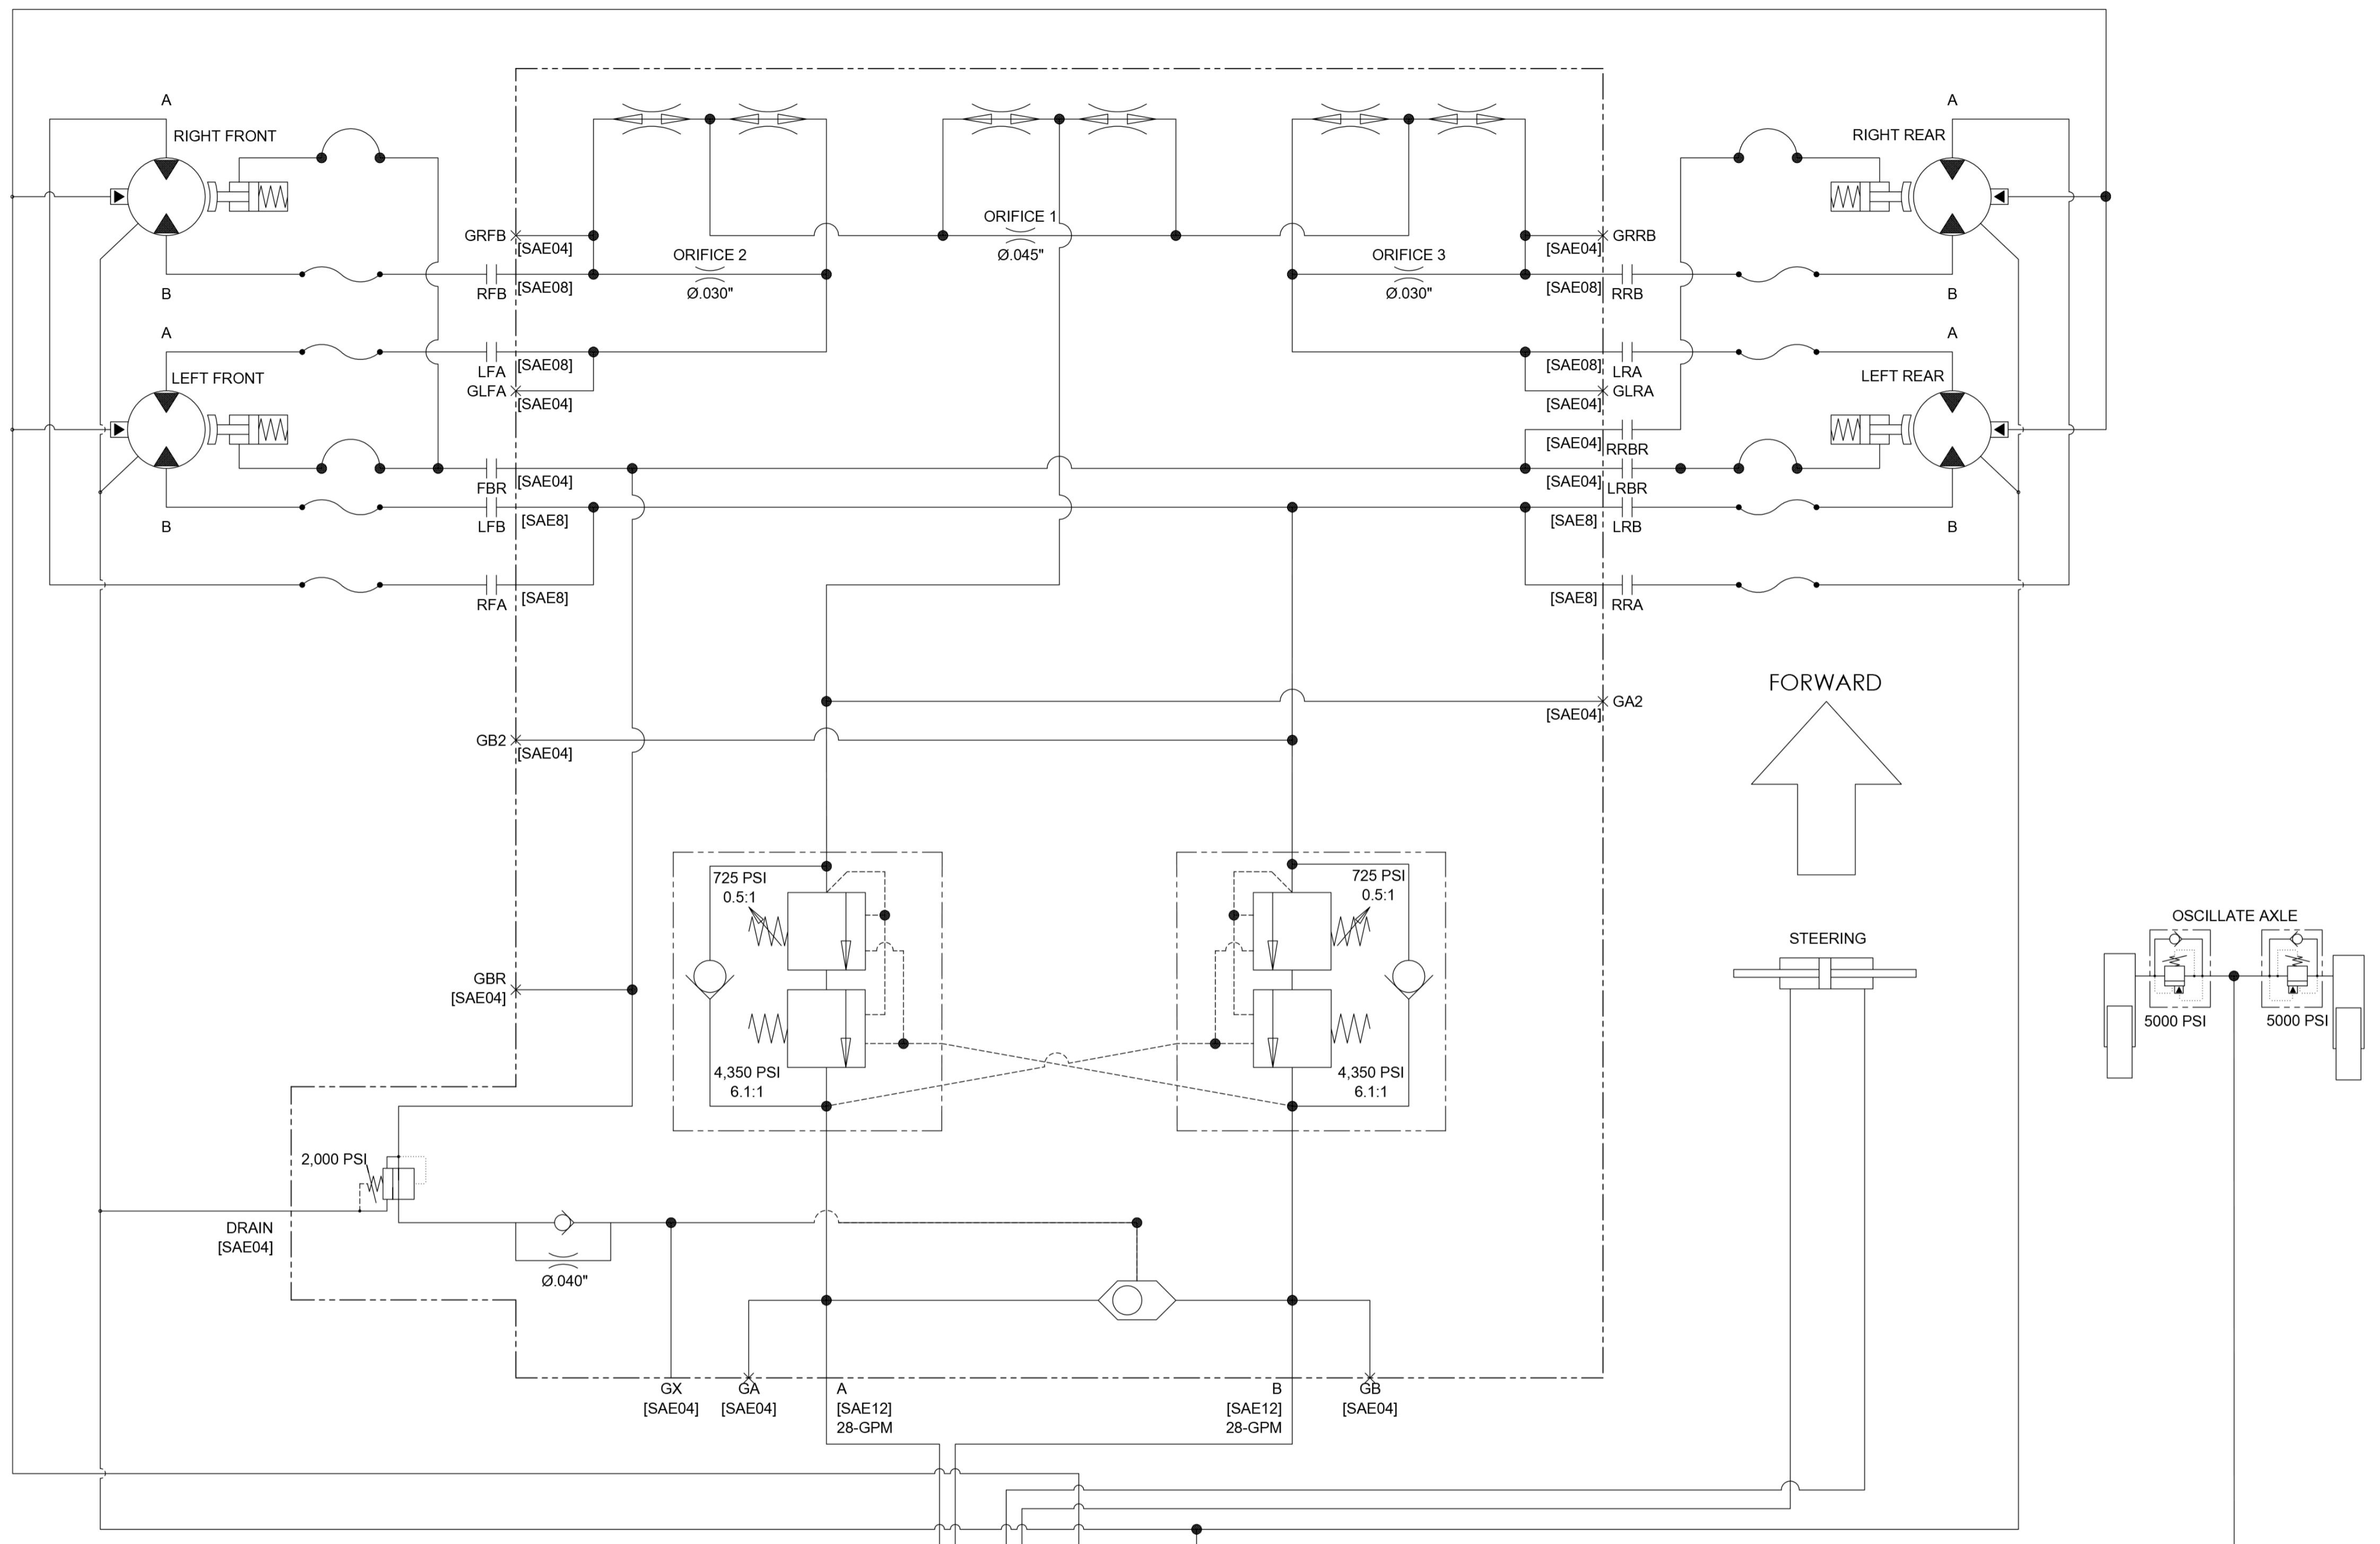 A
RIGHT FRONT
B
A
LEFT FRONT
B
GRFB
[SAE04]
RFB
[SAE08]
LFA
[SAE08]
GLFA
[SAE04]
FBR
[SAE04]
LFB
[SAE8]
RFA
[SAE8]
ORIFICE 2
Ø.030"
ORIFICE 1
Ø.045"
ORIFICE 3
Ø.030"
GRRB
[SAE04]
[SAE08]
RRB
[SAE08]
LRA
GLRA
[SAE04]
[SAE04]
RRBR
[SAE04]
LRBR
[SAE8]
LRB
[SAE8]
RRA
A
RIGHT REAR
B
A
LEFT REAR
B
GA2
[SAE04]
GB2
[SAE04]
FORWARD
725 PSI
0.5:1
4,350 PSI
6.1:1
725 PSI
0.5:1
4,350 PSI
6.1:1
GBR
[SAE04]
STEERING
OSCILLATE AXLE
5000 PSI
5000 PSI
2,000 PSI
DRAIN
[SAE04]
Ø.040"
GX
[SAE04]
GA
[SAE04]
A
[SAE12]
28-GPM
B
[SAE12]
28-GPM
GB
[SAE04]